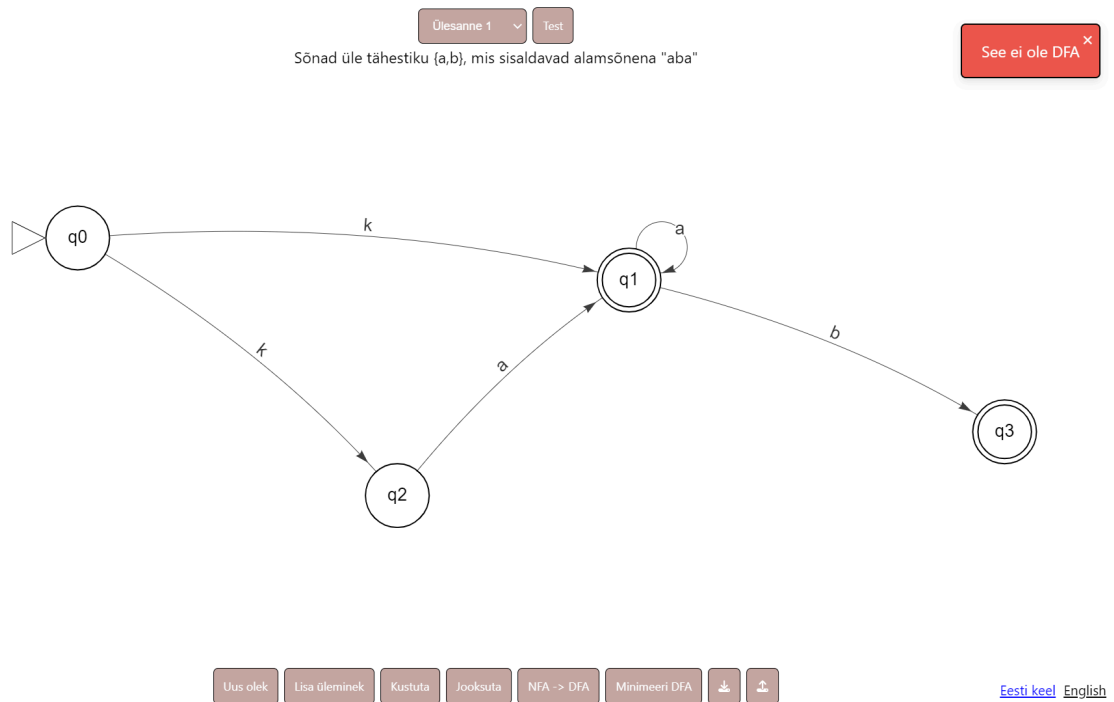 Ülesanne 1
Test
Sõnad üle tähestiku {a,b}, mis sisaldavad alamsõnena "aba"
See ei ole DFA
×
q0
k
a
q1
k
a
b
q3
q2
Uus olek
Lisa üleminek
Kustuta
Jooksuta
NFA -> DFA
Minimeeri DFA
Eesti keel English